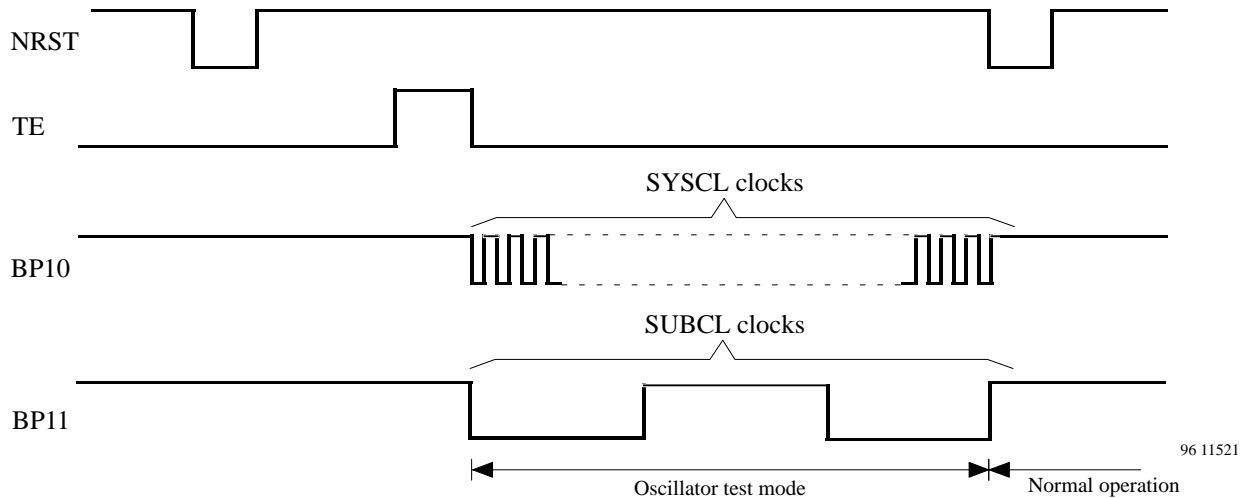 NRST
TE
SYSCL clocks
BP10
SUBCL clocks
BP11
96 11521
Oscillator test mode
Normal operation